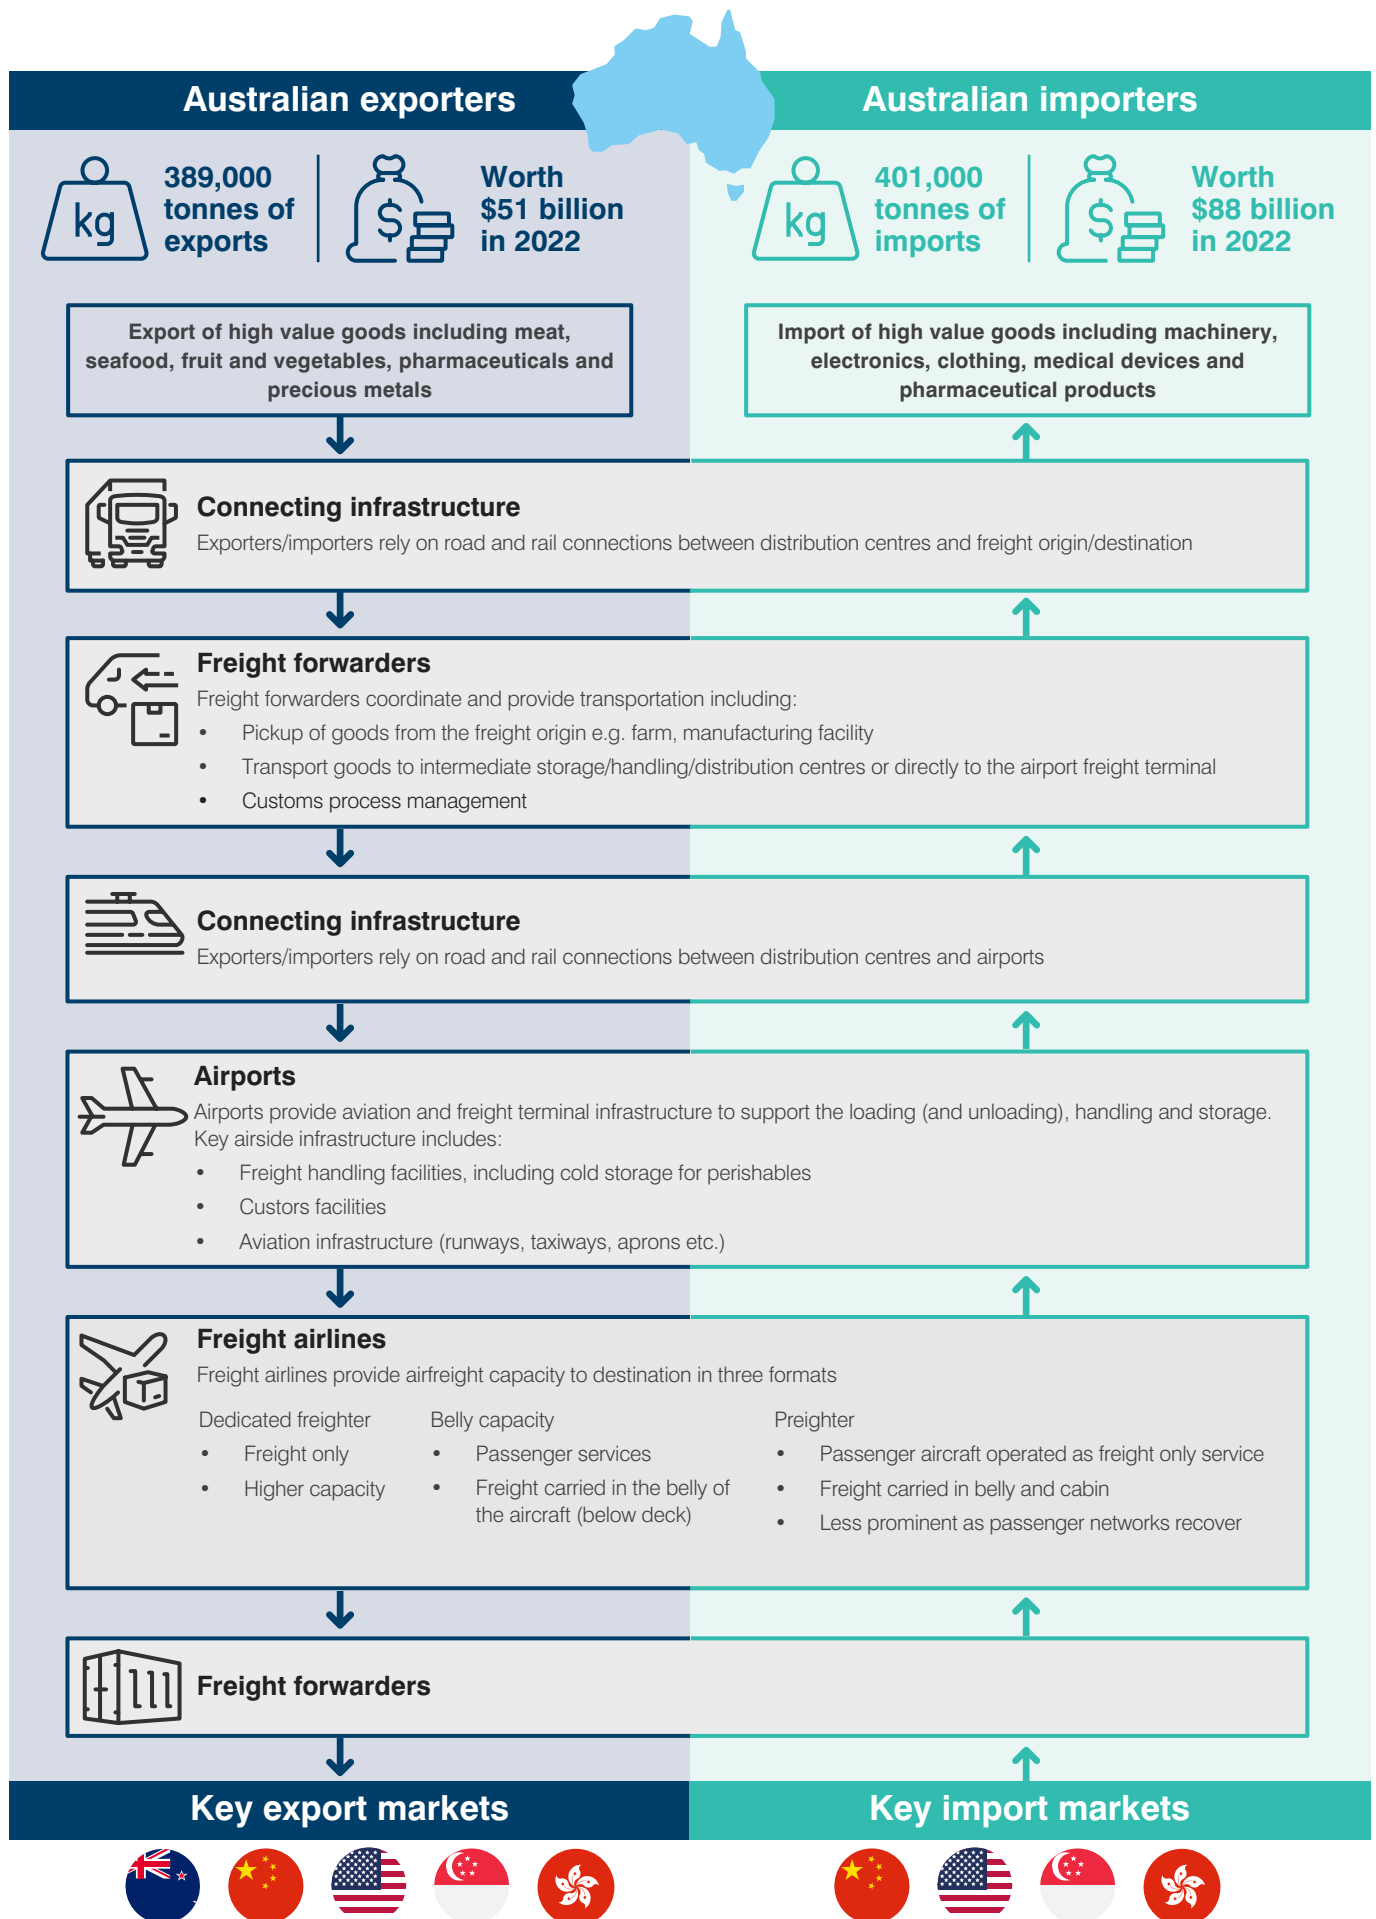 Australian exporters
Australian importers
kg
389,000
tonnes of
exports
$
Worth
$51 billion
in 2022
kg
401,000
tonnes of
imports
$
Worth
$88 billion
in 2022
Export of high value goods including meat,
seafood, fruit and vegetables, pharmaceuticals and
precious metals
Import of high value goods including machinery,
electronics, clothing, medical devices and
pharmaceutical products
Connecting infrastructure
Exporters/importers rely on road and rail connections between distribution centres and freight origin/destination
Freight forwarders
Freight forwarders coordinate and provide transportation including:
• Pickup of goods from the freight origin e.g. farm, manufacturing facility
• Transport goods to intermediate storage/handling/distribution centres or directly to the airport freight terminal
• Customs process management
Connecting infrastructure
Exporters/importers rely on road and rail connections between distribution centres and airports
Airports
Airports provide aviation and freight terminal infrastructure to support the loading (and unloading), handling and storage.
Key airside infrastructure includes:
• Freight handling facilities, including cold storage for perishables
• Custors facilities
• Aviation infrastructure (runways, taxiways, aprons etc.)
Freight airlines
Freight airlines provide airfreight capacity to destination in three formats
Dedicated freighter
• Freight only
• Higher capacity
Belly capacity
• Passenger services
• Freight carried in the belly of
the aircraft (below deck)
Preighter
• Passenger aircraft operated as freight only service
• Freight carried in belly and cabin
• Less prominent as passenger networks recover
Freight forwarders
Key export markets
Key import markets